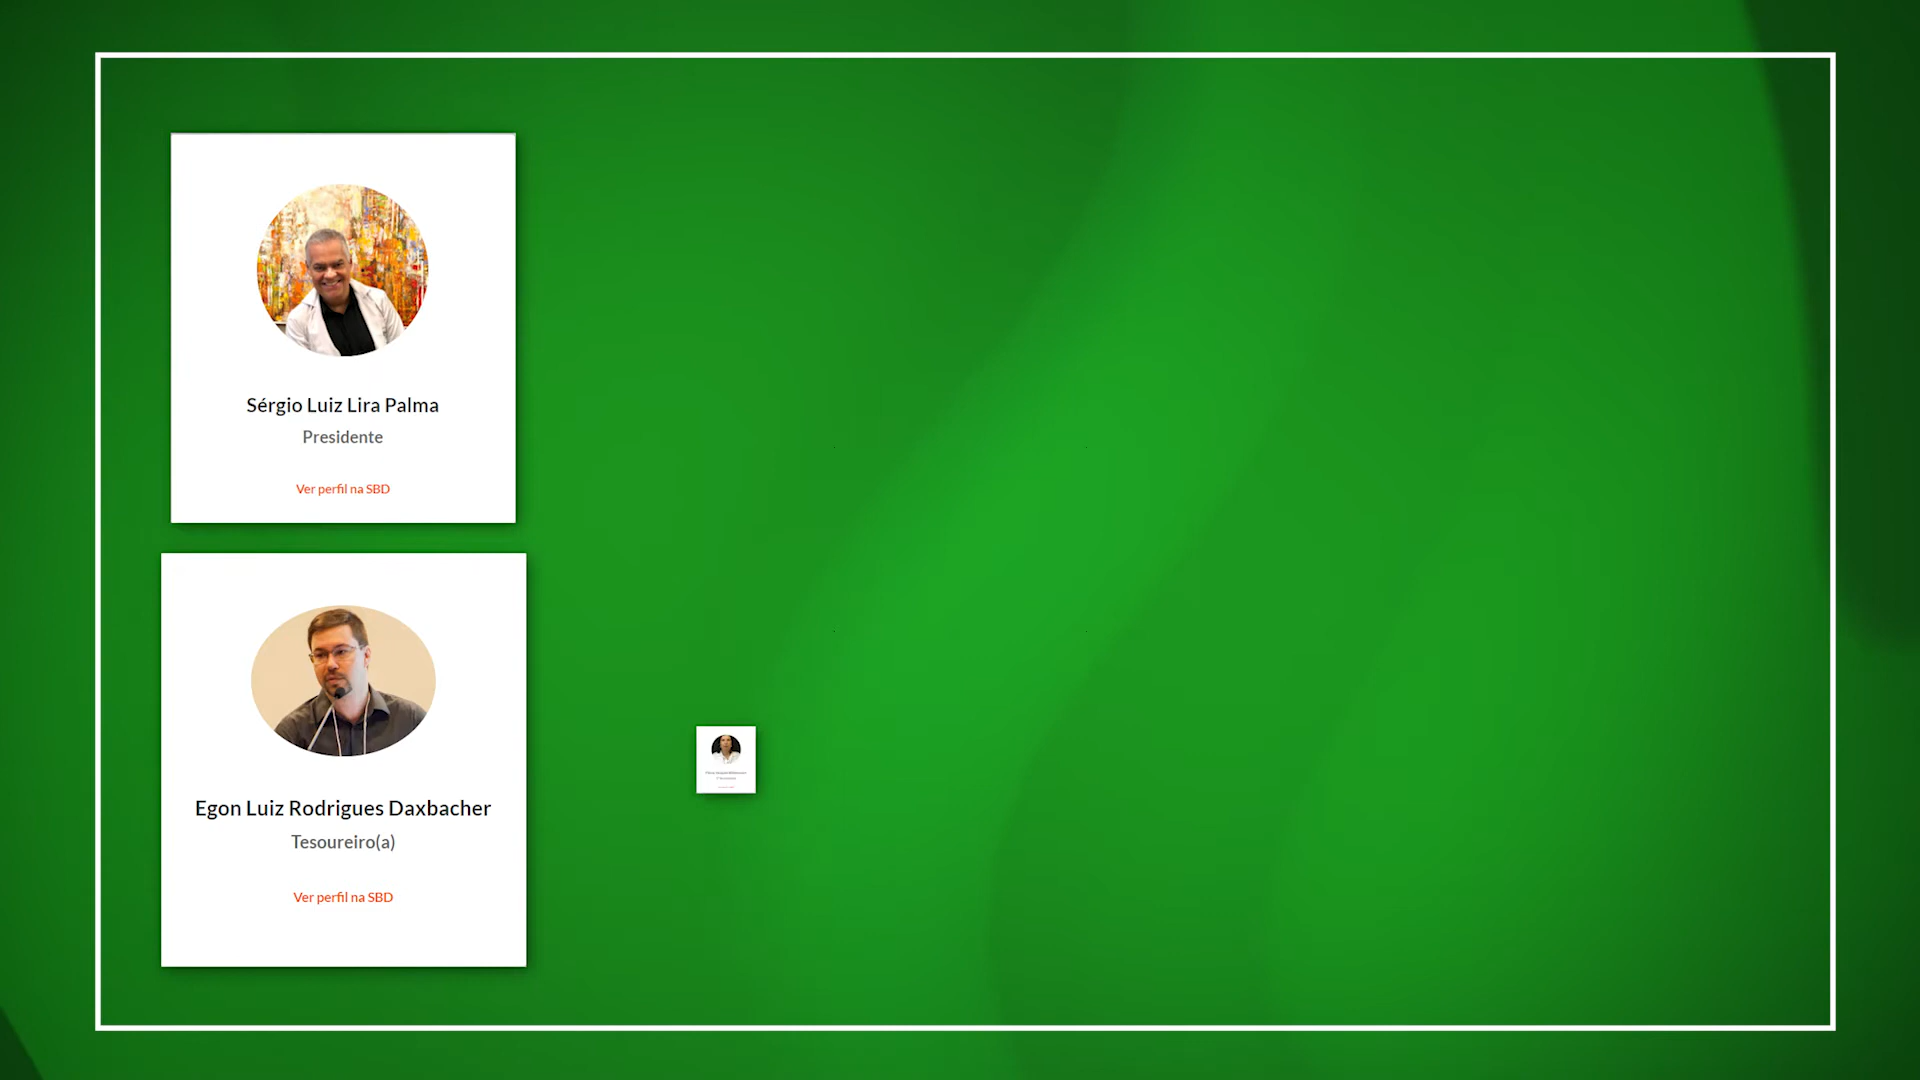 Sérgio Luiz Lira Palma
Presidente
Ver perfil na SBD
Egon Luiz Rodrigues Daxbacher
Tesoureiro(a)
Ver perfil na SBD